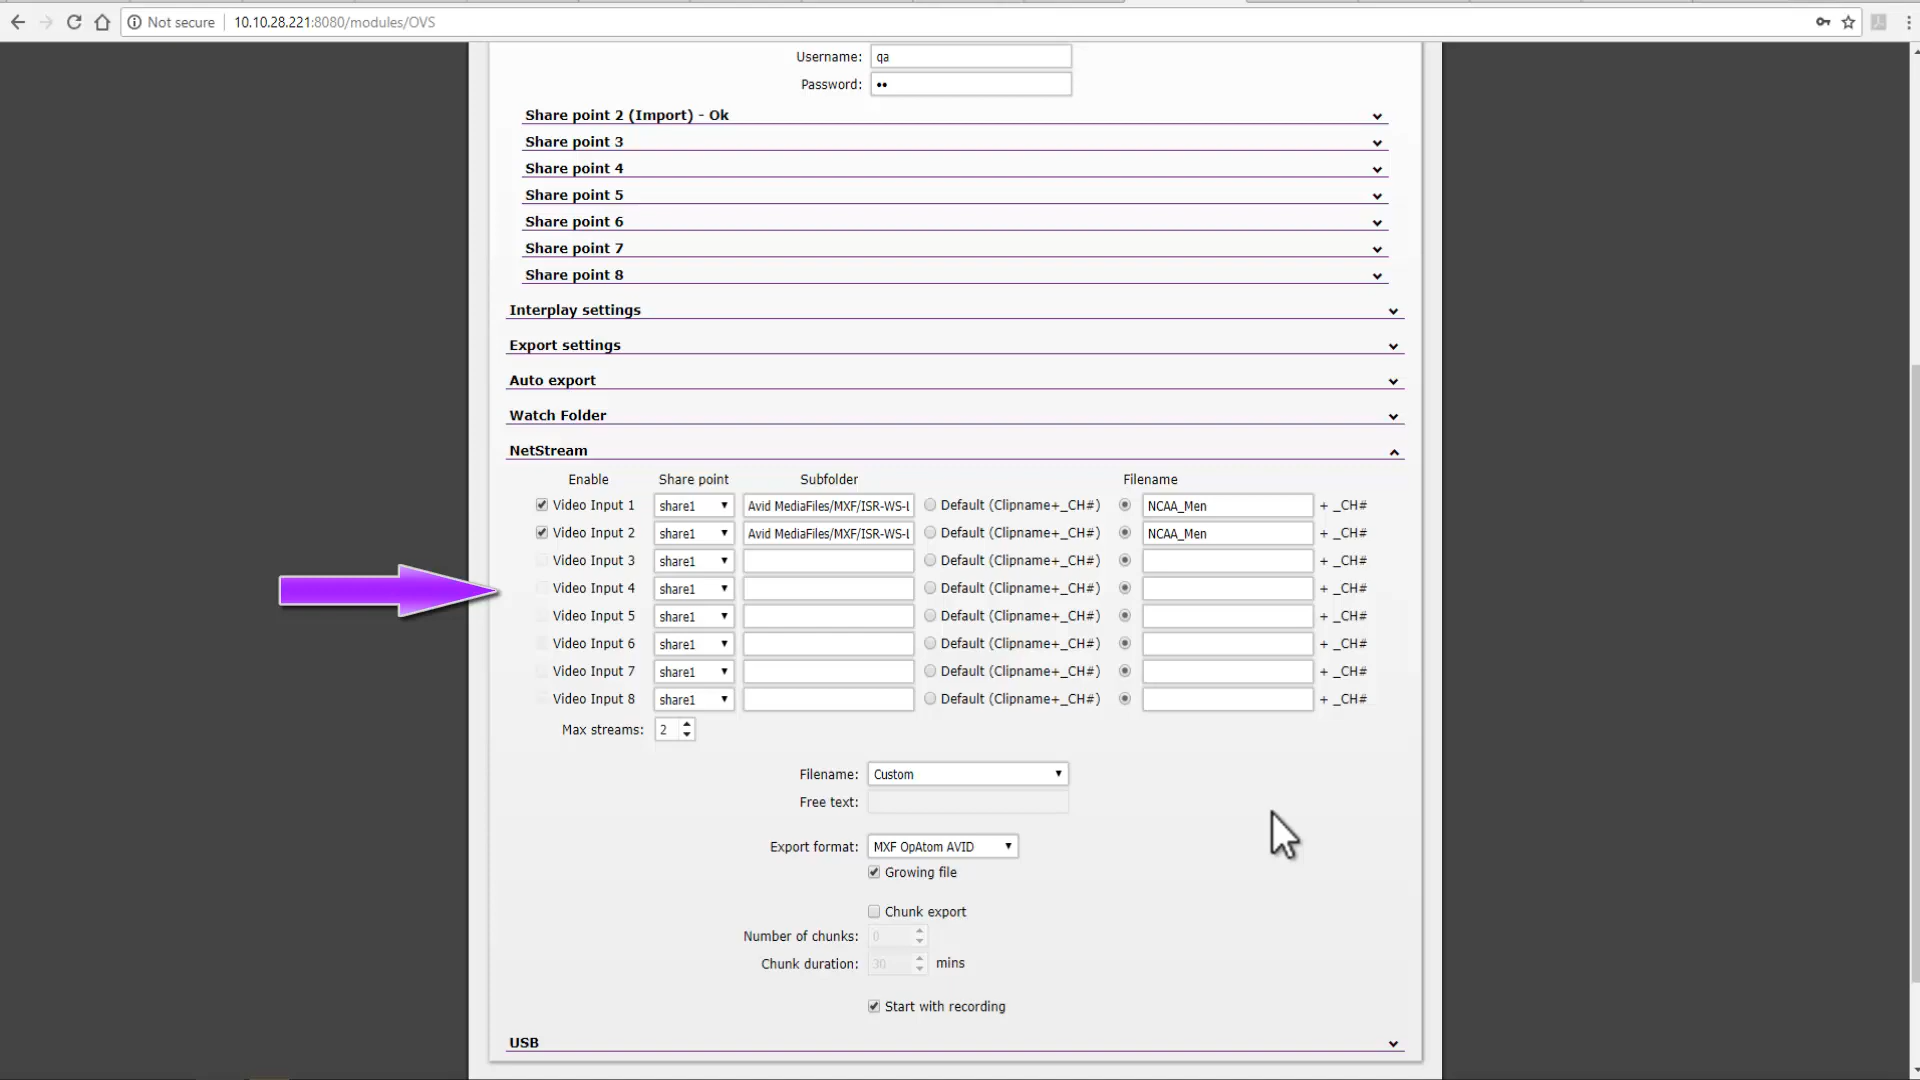 Not secure 10.10.28.221:8080/modules/OVS
Username: qa
Password: ••
Share point 2 (Import) - Ok
Share point 3
Share point 4
Share point 5
Share point 6
Share point 7
Share point 8
Interplay settings
Export settings
Auto export
Watch Folder
NetStream
Enable Share point Subfolder Filename
Video Input 1 share1 Avid MediaFiles/MXF/ISR-WS-L Default (Clipname+_CH#) NCAA_Men + _CH#
Video Input 2 share1 Avid MediaFiles/MXF/ISR-WS-L Default (Clipname+_CH#) NCAA_Men + _CH#
Video Input 3 share1 Default (Clipname+_CH#) + _CH#
Video Input 4 share1 Default (Clipname+_CH#) + _CH#
Video Input 5 share1 Default (Clipname+_CH#) + _CH#
Video Input 6 share1 Default (Clipname+_CH#) + _CH#
Video Input 7 share1 Default (Clipname+_CH#) + _CH#
Video Input 8 share1 Default (Clipname+_CH#) + _CH#
Max streams: 2
Filename: Custom
Free text:
Export format: MXF OpAtom AVID
Growing file
Chunk export
Number of chunks: 0
Chunk duration: 30 mins
Start with recording
USB